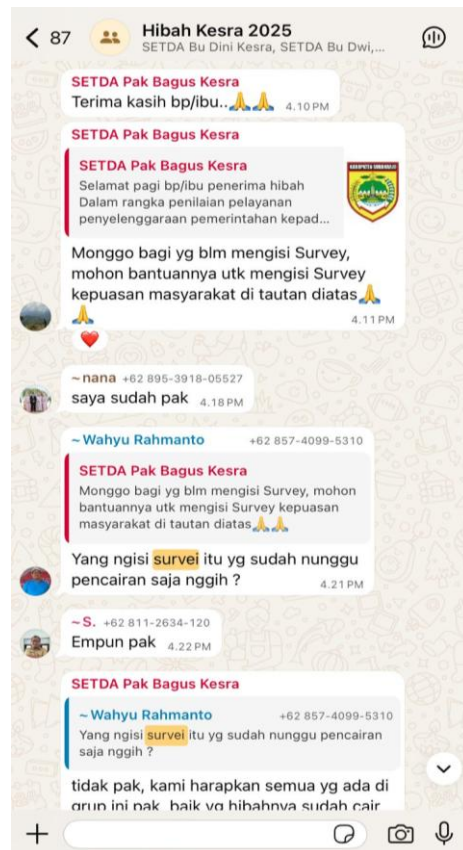 87
Hibah Kesra 2025
SETDA Bu Dini Kesra, SETDA Bu Dwi,...
SETDA Pak Bagus Kesra
Terima kasih bp/ibu..🙏🙏 4.10 PM
SETDA Pak Bagus Kesra
SETDA Pak Bagus Kesra
Selamat pagi bp/ibu penerima hibah
Dalam rangka penilaian pelayanan
penyelenggaraan pemerintahan kepad...
Monggo bagi yg blm mengisi Survey,
mohon bantuannya utk mengisi Survey
kepuasan masyarakat di tautan diatas🙏
🙏 4.11 PM
~nana +62 895-3918-05527
saya sudah pak 4.18 PM
~Wahyu Rahmanto +62 857-4099-5310
SETDA Pak Bagus Kesra
Monggo bagi yg blm mengisi Survey, mohon
bantuannya utk mengisi Survey kepuasan
masyarakat di tautan diatas🙏🙏
Yang ngisi survei itu yg sudah nunggu
pencairan saja nggih ? 4.21 PM
~S. +62 811-2634-120
Empun pak 4.22 PM
SETDA Pak Bagus Kesra
~Wahyu Rahmanto +62 857-4099-5310
Yang ngisi survei itu yg sudah nunggu pencairan
saja nggih ?
tidak pak, kami harapkan semua yg ada di
grup ini pak, baik yg hibahnya sudah cair